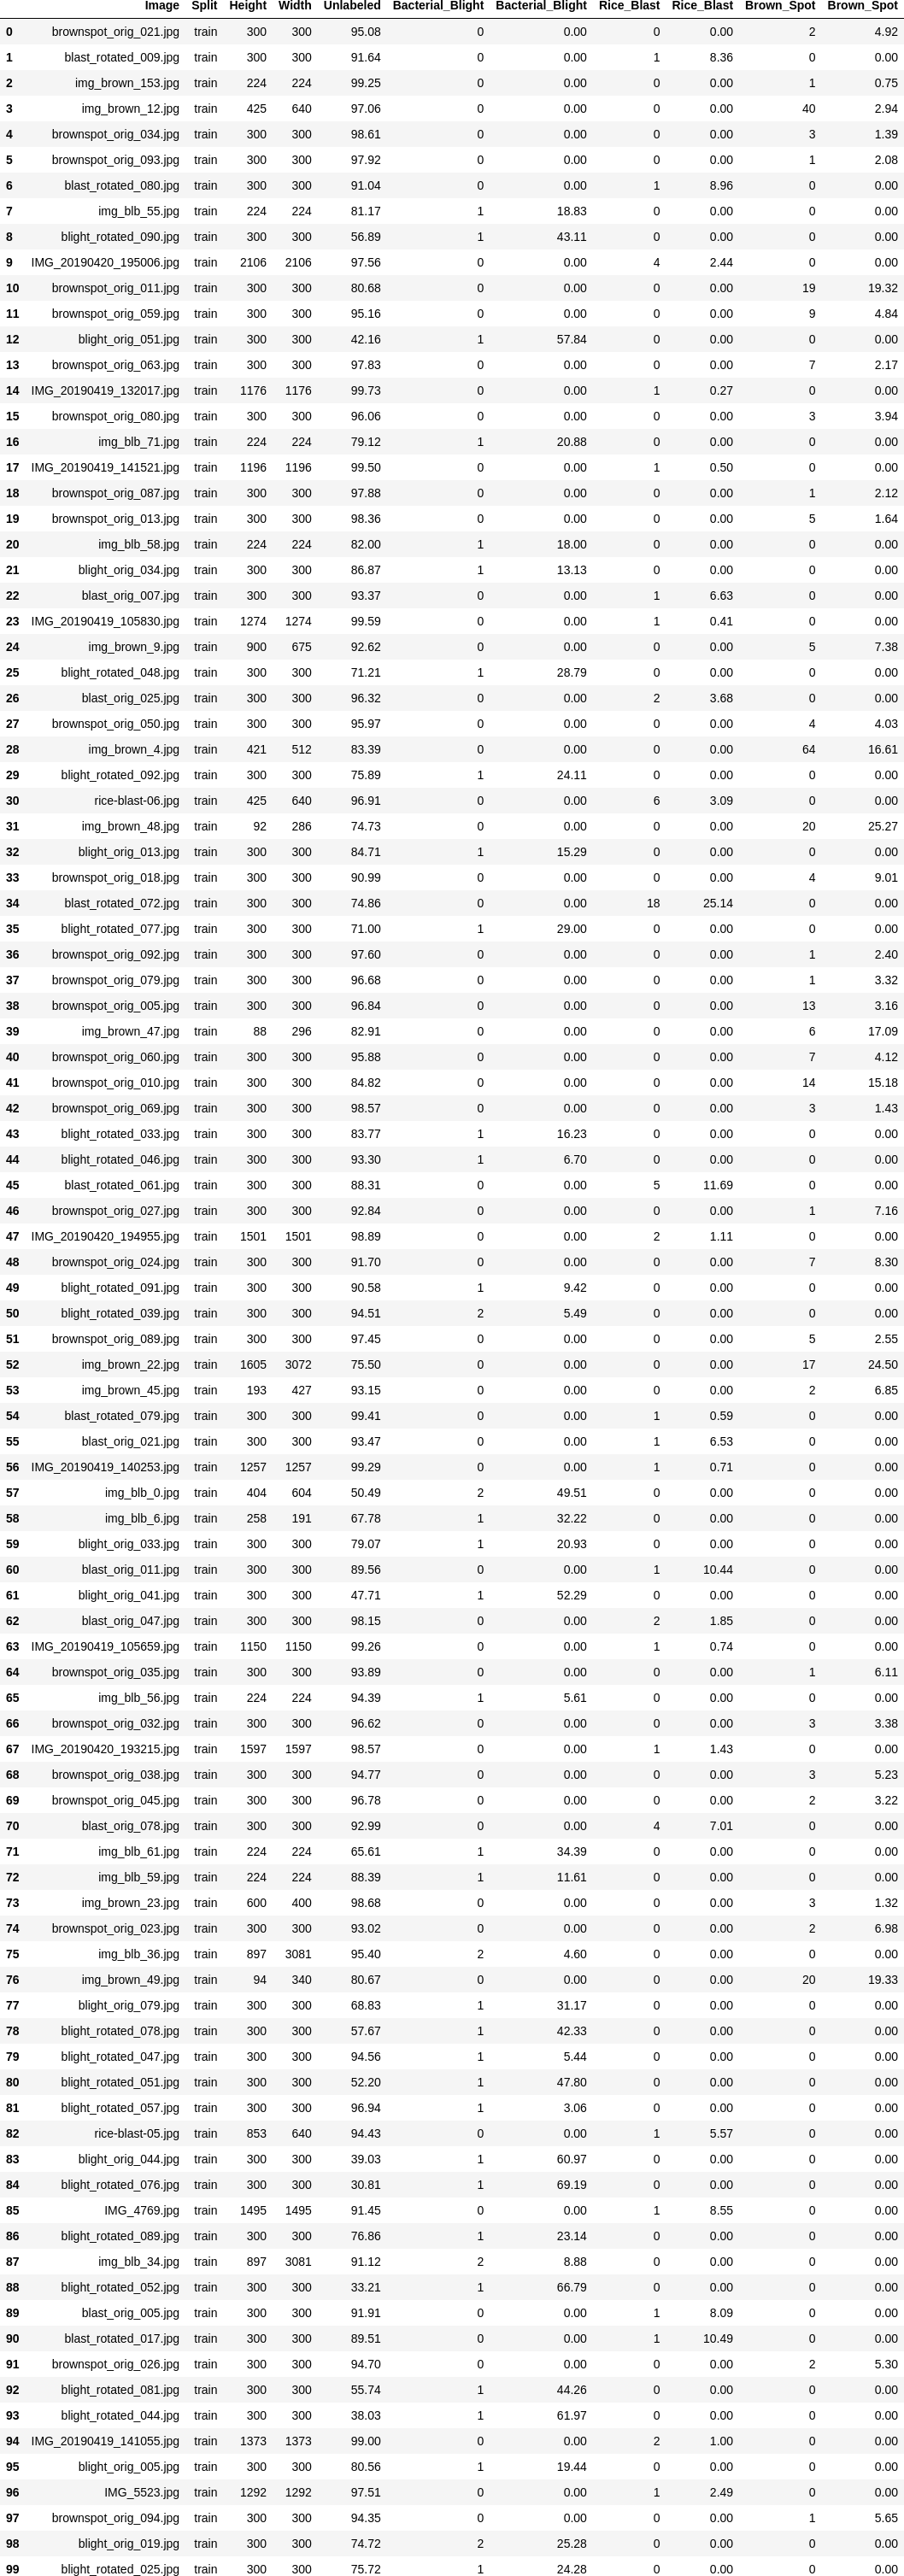 Image Split Height Width Unlabeled Bacterial_Blight Bacterial_Blight Rice_Blast Rice_Blast Brown_Spot Brown_Spot
0 brownspot_orig_021.jpg train 300 300 95.08 0 0.00 0 0.00 2 4.92
1 blast_rotated_009.jpg train 300 300 91.64 0 0.00 1 8.36 0 0.00
2 img_brown_153.jpg train 224 224 99.25 0 0.00 0 0.00 1 0.75
3 img_brown_12.jpg train 425 640 97.06 0 0.00 0 0.00 40 2.94
4 brownspot_orig_034.jpg train 300 300 98.61 0 0.00 0 0.00 3 1.39
5 brownspot_orig_093.jpg train 300 300 97.92 0 0.00 0 0.00 1 2.08
6 blast_rotated_080.jpg train 300 300 91.04 0 0.00 1 8.96 0 0.00
7 img_blb_55.jpg train 224 224 81.17 1 18.83 0 0.00 0 0.00
8 blight_rotated_090.jpg train 300 300 56.89 1 43.11 0 0.00 0 0.00
9 IMG_20190420_195006.jpg train 2106 2106 97.56 0 0.00 4 2.44 0 0.00
10 brownspot_orig_011.jpg train 300 300 80.68 0 0.00 0 0.00 19 19.32
11 brownspot_orig_059.jpg train 300 300 95.16 0 0.00 0 0.00 9 4.84
12 blight_orig_051.jpg train 300 300 42.16 1 57.84 0 0.00 0 0.00
13 brownspot_orig_063.jpg train 300 300 97.83 0 0.00 0 0.00 7 2.17
14 IMG_20190419_132017.jpg train 1176 1176 99.73 0 0.00 1 0.27 0 0.00
15 brownspot_orig_080.jpg train 300 300 96.06 0 0.00 0 0.00 3 3.94
16 img_blb_71.jpg train 224 224 79.12 1 20.88 0 0.00 0 0.00
17 IMG_20190419_141521.jpg train 1196 1196 99.50 0 0.00 1 0.50 0 0.00
18 brownspot_orig_087.jpg train 300 300 97.88 0 0.00 0 0.00 1 2.12
19 brownspot_orig_013.jpg train 300 300 98.36 0 0.00 0 0.00 5 1.64
20 img_blb_58.jpg train 224 224 82.00 1 18.00 0 0.00 0 0.00
21 blight_orig_034.jpg train 300 300 86.87 1 13.13 0 0.00 0 0.00
22 blast_orig_007.jpg train 300 300 93.37 0 0.00 1 6.63 0 0.00
23 IMG_20190419_105830.jpg train 1274 1274 99.59 0 0.00 1 0.41 0 0.00
24 img_brown_9.jpg train 900 675 92.62 0 0.00 0 0.00 5 7.38
25 blight_rotated_048.jpg train 300 300 71.21 1 28.79 0 0.00 0 0.00
26 blast_orig_025.jpg train 300 300 96.32 0 0.00 2 3.68 0 0.00
27 brownspot_orig_050.jpg train 300 300 95.97 0 0.00 0 0.00 4 4.03
28 img_brown_4.jpg train 421 512 83.39 0 0.00 0 0.00 64 16.61
29 blight_rotated_092.jpg train 300 300 75.89 1 24.11 0 0.00 0 0.00
30 rice-blast-06.jpg train 425 640 96.91 0 0.00 6 3.09 0 0.00
31 img_brown_48.jpg train 92 286 74.73 0 0.00 0 0.00 20 25.27
32 blight_orig_013.jpg train 300 300 84.71 1 15.29 0 0.00 0 0.00
33 brownspot_orig_018.jpg train 300 300 90.99 0 0.00 0 0.00 4 9.01
34 blast_rotated_072.jpg train 300 300 74.86 0 0.00 18 25.14 0 0.00
35 blight_rotated_077.jpg train 300 300 71.00 1 29.00 0 0.00 0 0.00
36 brownspot_orig_092.jpg train 300 300 97.60 0 0.00 0 0.00 1 2.40
37 brownspot_orig_079.jpg train 300 300 96.68 0 0.00 0 0.00 1 3.32
38 brownspot_orig_005.jpg train 300 300 96.84 0 0.00 0 0.00 13 3.16
39 img_brown_47.jpg train 88 296 82.91 0 0.00 0 0.00 6 17.09
40 brownspot_orig_060.jpg train 300 300 95.88 0 0.00 0 0.00 7 4.12
41 brownspot_orig_010.jpg train 300 300 84.82 0 0.00 0 0.00 14 15.18
42 brownspot_orig_069.jpg train 300 300 98.57 0 0.00 0 0.00 3 1.43
43 blight_rotated_033.jpg train 300 300 83.77 1 16.23 0 0.00 0 0.00
44 blight_rotated_046.jpg train 300 300 93.30 1 6.70 0 0.00 0 0.00
45 blast_rotated_061.jpg train 300 300 88.31 0 0.00 5 11.69 0 0.00
46 brownspot_orig_027.jpg train 300 300 92.84 0 0.00 0 0.00 1 7.16
47 IMG_20190420_194955.jpg train 1501 1501 98.89 0 0.00 2 1.11 0 0.00
48 brownspot_orig_024.jpg train 300 300 91.70 0 0.00 0 0.00 7 8.30
49 blight_rotated_091.jpg train 300 300 90.58 1 9.42 0 0.00 0 0.00
50 blight_rotated_039.jpg train 300 300 94.51 2 5.49 0 0.00 0 0.00
51 brownspot_orig_089.jpg train 300 300 97.45 0 0.00 0 0.00 5 2.55
52 img_brown_22.jpg train 1605 3072 75.50 0 0.00 0 0.00 17 24.50
53 img_brown_45.jpg train 193 427 93.15 0 0.00 0 0.00 2 6.85
54 blast_rotated_079.jpg train 300 300 99.41 0 0.00 1 0.59 0 0.00
55 blast_orig_021.jpg train 300 300 93.47 0 0.00 1 6.53 0 0.00
56 IMG_20190419_140253.jpg train 1257 1257 99.29 0 0.00 1 0.71 0 0.00
57 img_blb_0.jpg train 404 604 50.49 2 49.51 0 0.00 0 0.00
58 img_blb_6.jpg train 258 191 67.78 1 32.22 0 0.00 0 0.00
59 blight_orig_033.jpg train 300 300 79.07 1 20.93 0 0.00 0 0.00
60 blast_orig_011.jpg train 300 300 89.56 0 0.00 1 10.44 0 0.00
61 blight_orig_041.jpg train 300 300 47.71 1 52.29 0 0.00 0 0.00
62 blast_orig_047.jpg train 300 300 98.15 0 0.00 2 1.85 0 0.00
63 IMG_20190419_105659.jpg train 1150 1150 99.26 0 0.00 1 0.74 0 0.00
64 brownspot_orig_035.jpg train 300 300 93.89 0 0.00 0 0.00 1 6.11
65 img_blb_56.jpg train 224 224 94.39 1 5.61 0 0.00 0 0.00
66 brownspot_orig_032.jpg train 300 300 96.62 0 0.00 0 0.00 3 3.38
67 IMG_20190420_193215.jpg train 1597 1597 98.57 0 0.00 1 1.43 0 0.00
68 brownspot_orig_038.jpg train 300 300 94.77 0 0.00 0 0.00 3 5.23
69 brownspot_orig_045.jpg train 300 300 96.78 0 0.00 0 0.00 2 3.22
70 blast_orig_078.jpg train 300 300 92.99 0 0.00 4 7.01 0 0.00
71 img_blb_61.jpg train 224 224 65.61 1 34.39 0 0.00 0 0.00
72 img_blb_59.jpg train 224 224 88.39 1 11.61 0 0.00 0 0.00
73 img_brown_23.jpg train 600 400 98.68 0 0.00 0 0.00 3 1.32
74 brownspot_orig_023.jpg train 300 300 93.02 0 0.00 0 0.00 2 6.98
75 img_blb_36.jpg train 897 3081 95.40 2 4.60 0 0.00 0 0.00
76 img_brown_49.jpg train 94 340 80.67 0 0.00 0 0.00 20 19.33
77 blight_orig_079.jpg train 300 300 68.83 1 31.17 0 0.00 0 0.00
78 blight_rotated_078.jpg train 300 300 57.67 1 42.33 0 0.00 0 0.00
79 blight_rotated_047.jpg train 300 300 94.56 1 5.44 0 0.00 0 0.00
80 blight_rotated_051.jpg train 300 300 52.20 1 47.80 0 0.00 0 0.00
81 blight_rotated_057.jpg train 300 300 96.94 1 3.06 0 0.00 0 0.00
82 rice-blast-05.jpg train 853 640 94.43 0 0.00 1 5.57 0 0.00
83 blight_orig_044.jpg train 300 300 39.03 1 60.97 0 0.00 0 0.00
84 blight_rotated_076.jpg train 300 300 30.81 1 69.19 0 0.00 0 0.00
85 IMG_4769.jpg train 1495 1495 91.45 0 0.00 1 8.55 0 0.00
86 blight_rotated_089.jpg train 300 300 76.86 1 23.14 0 0.00 0 0.00
87 img_blb_34.jpg train 897 3081 91.12 2 8.88 0 0.00 0 0.00
88 blight_rotated_052.jpg train 300 300 33.21 1 66.79 0 0.00 0 0.00
89 blast_orig_005.jpg train 300 300 91.91 0 0.00 1 8.09 0 0.00
90 blast_rotated_017.jpg train 300 300 89.51 0 0.00 1 10.49 0 0.00
91 brownspot_orig_026.jpg train 300 300 94.70 0 0.00 0 0.00 2 5.30
92 blight_rotated_081.jpg train 300 300 55.74 1 44.26 0 0.00 0 0.00
93 blight_rotated_044.jpg train 300 300 38.03 1 61.97 0 0.00 0 0.00
94 IMG_20190419_141055.jpg train 1373 1373 99.00 0 0.00 2 1.00 0 0.00
95 blight_orig_005.jpg train 300 300 80.56 1 19.44 0 0.00 0 0.00
96 IMG_5523.jpg train 1292 1292 97.51 0 0.00 1 2.49 0 0.00
97 brownspot_orig_094.jpg train 300 300 94.35 0 0.00 0 0.00 1 5.65
98 blight_orig_019.jpg train 300 300 74.72 2 25.28 0 0.00 0 0.00
99 blight_rotated_025.jpg train 300 300 75.72 1 24.28 0 0.00 0 0.00